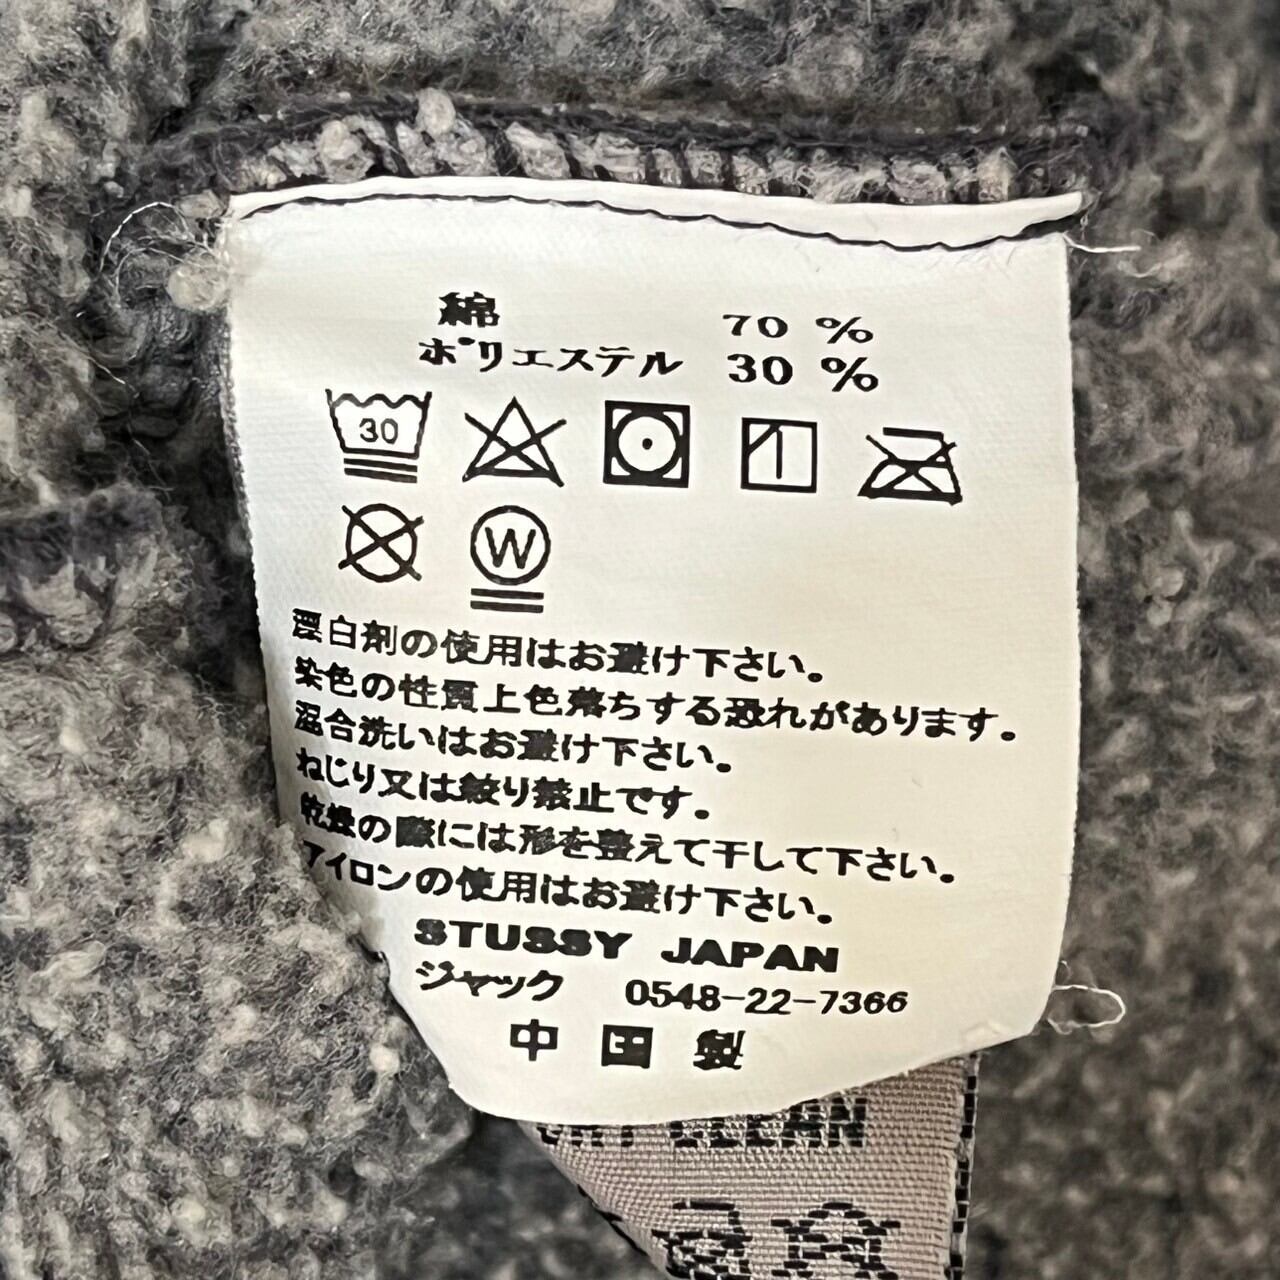 綿 70 %
ポリエステル 30 %
30
W
漂白剤の使用はお避け下さい。
染色の性質上色落ちする恐れがあります。
混合洗いはお避け下さい。
ねじり又は絞り禁止です。
乾燥の際には形を整えて干して下さい。
アイロンの使用はお避け下さい。
STUSSY JAPAN
ジャック 0548-22-7366
中国製
DRY CLEAN